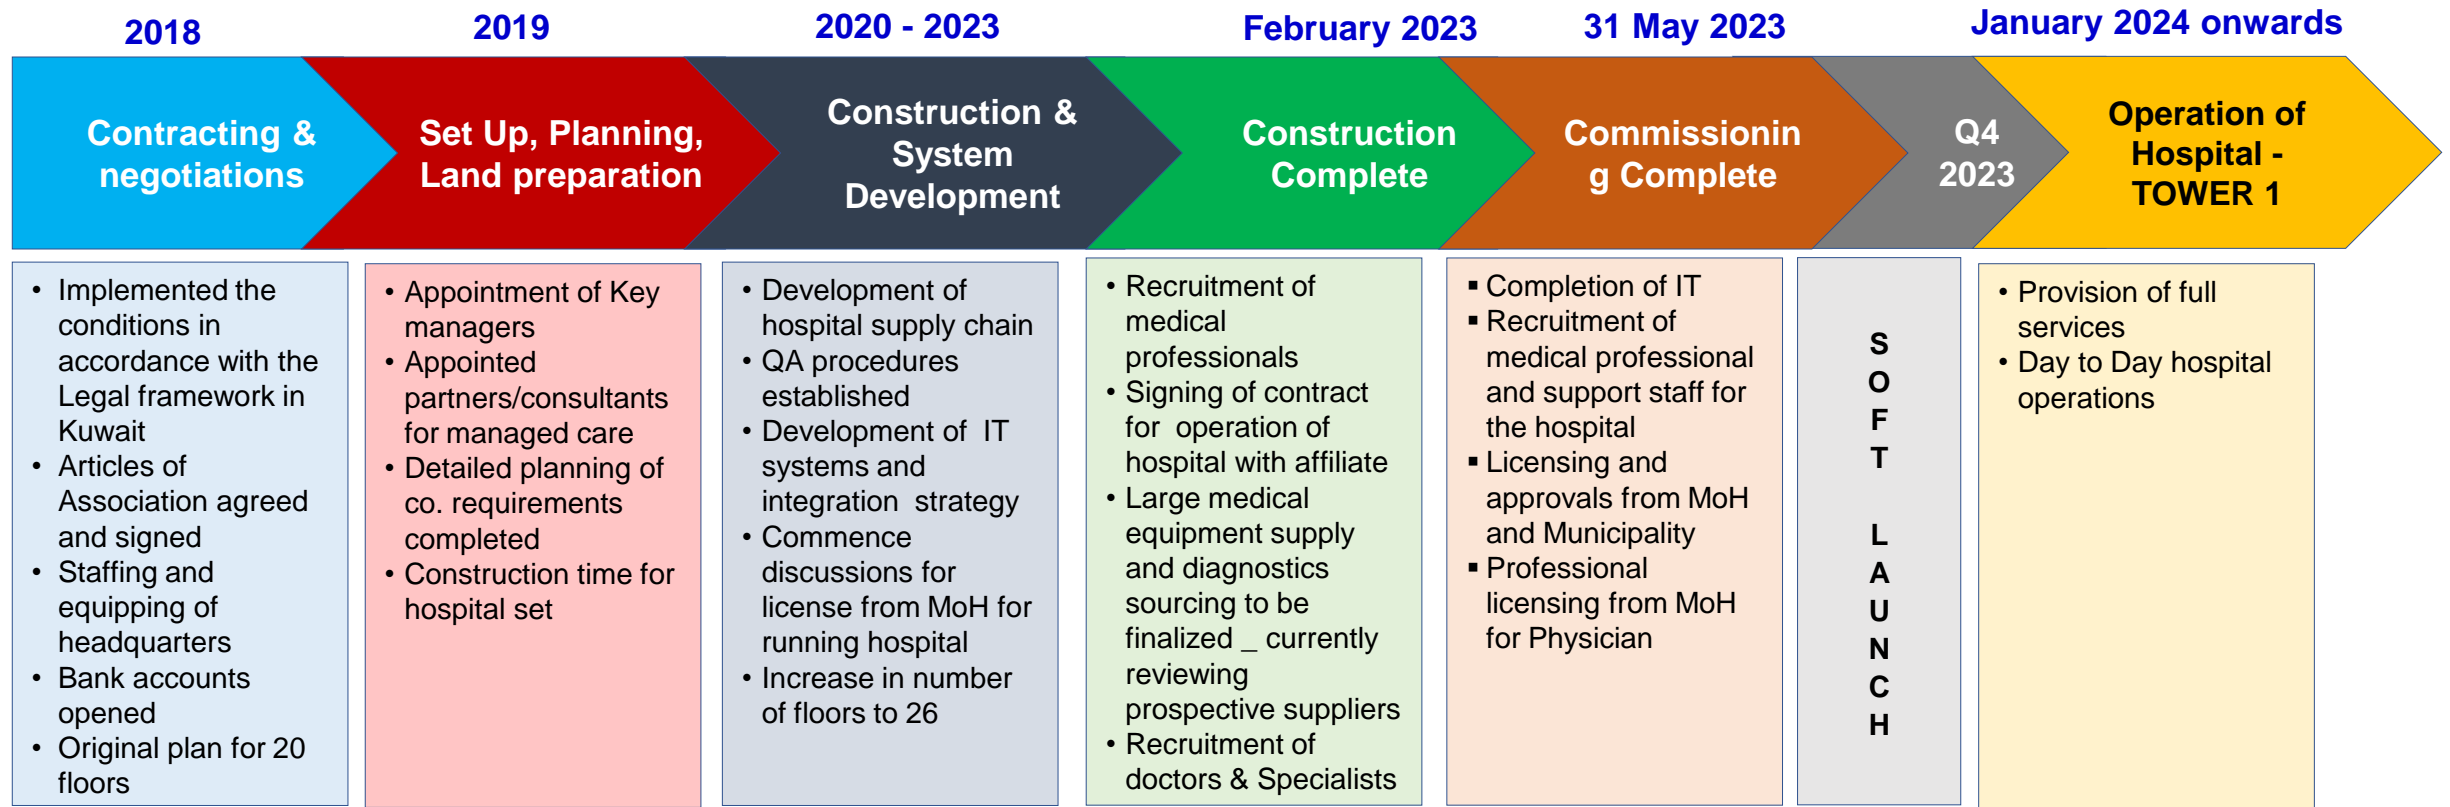 2018
2019
2020 - 2023
February 2023
31 May 2023
January 2024 onwards
Contracting &
negotiations
Set Up, Planning,
Land preparation
Construction &
System
Development
Construction
Complete
Commissionin
g Complete
Q4
2023
Operation of
Hospital -
TOWER 1
• Implemented the
conditions in
accordance with the
Legal framework in
Kuwait
• Articles of
Association agreed
and signed
• Staffing and
equipping of
headquarters
• Bank accounts
opened
• Original plan for 20
floors
• Appointment of Key
managers
• Appointed
partners/consultants
for managed care
• Detailed planning of
co. requirements
completed
• Construction time for
hospital set
• Development of
hospital supply chain
• QA procedures
established
• Development of IT
systems and
integration strategy
• Commence
discussions for
license from MoH for
running hospital
• Increase in number
of floors to 26
• Recruitment of
medical
professionals
• Signing of contract
for operation of
hospital with affiliate
• Large medical
equipment supply
and diagnostics
sourcing to be
finalized _ currently
reviewing
prospective suppliers
• Recruitment of
doctors & Specialists
▪ Completion of IT
▪ Recruitment of
medical professional
and support staff for
the hospital
▪ Licensing and
approvals from MoH
and Municipality
▪ Professional
licensing from MoH
for Physician
S
O
F
T
L
A
U
N
C
H
• Provision of full
services
• Day to Day hospital
operations